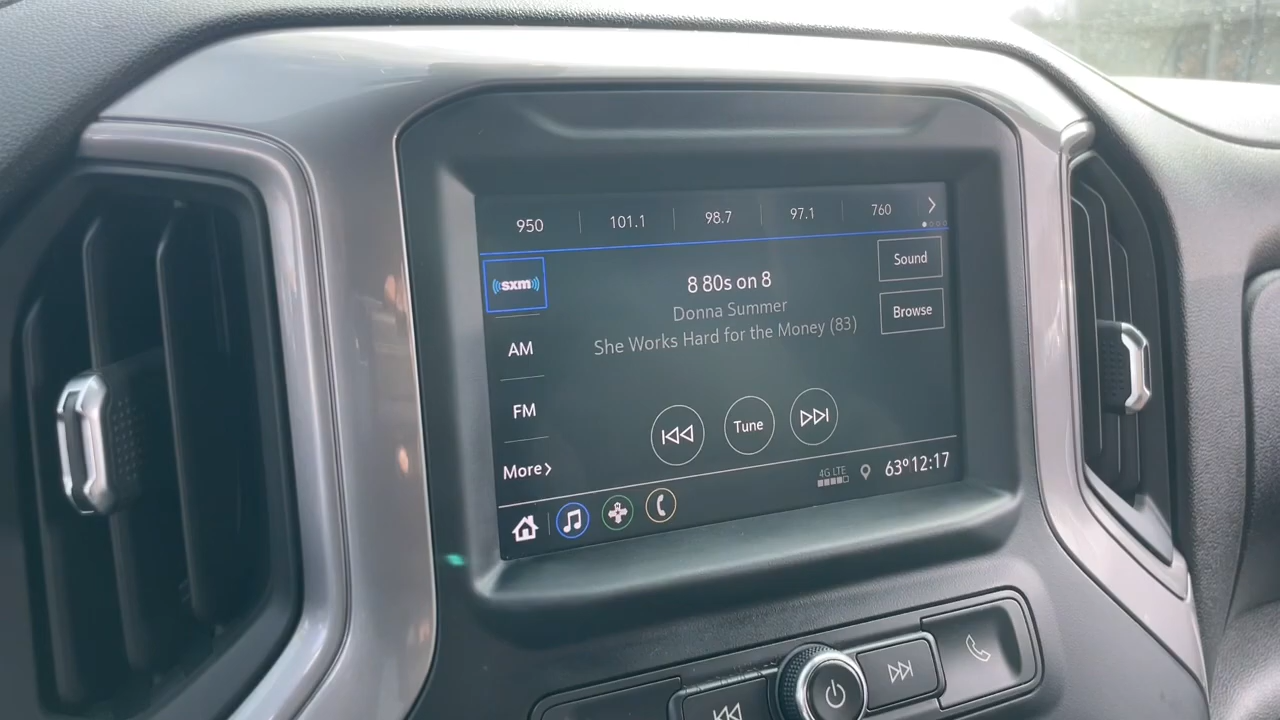 950 101.1 98.7 97.1 760
sxm
8 80s on 8
Sound
Donna Summer
Browse
She Works Hard for the Money (83)
AM
FM
Tune
More
4G LTE
63° 12:17